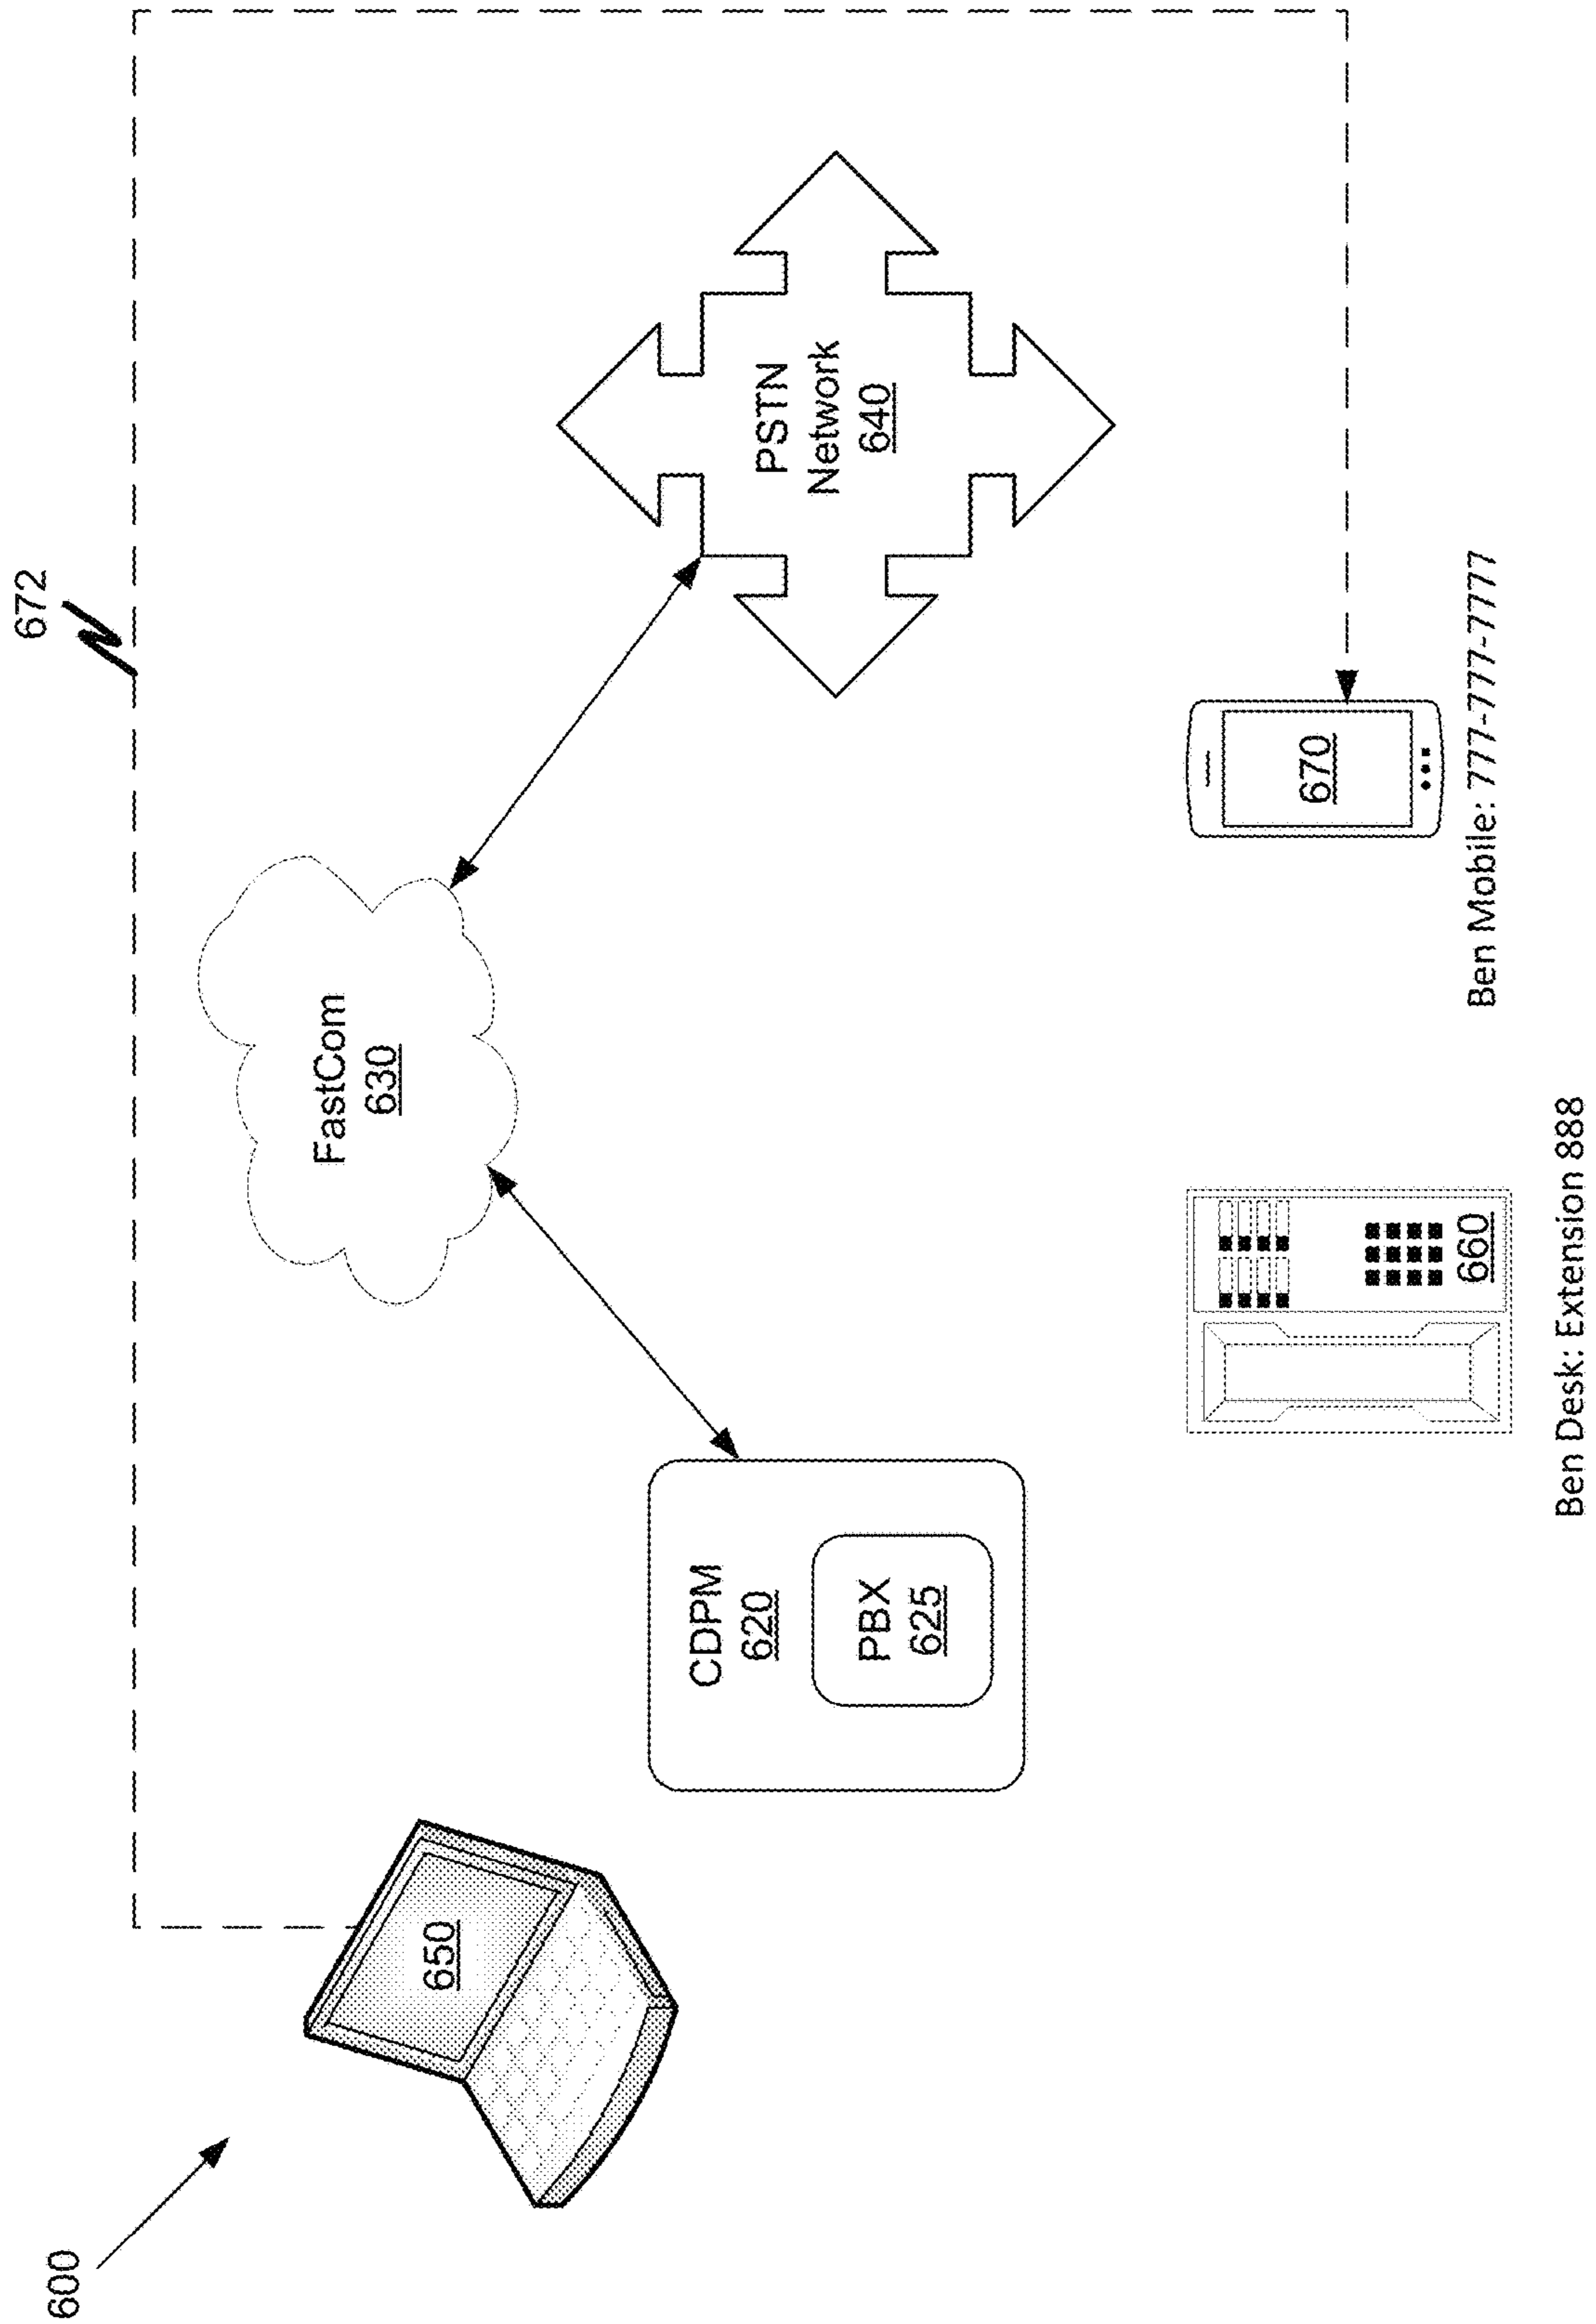 600
672
650
FastCom
630
CDPM
620
PBX
625
PSTN
Network
640
660
670
Ben Desk: Extension 888
Ben Mobile: 777-777-7777